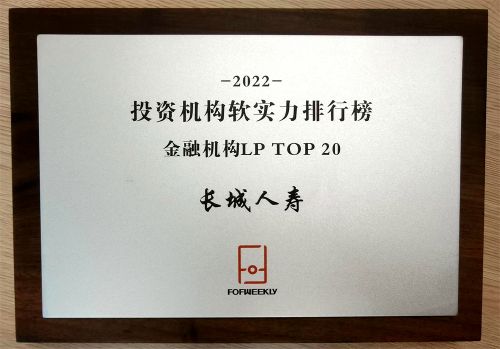 -2022-
投资机构软实力排行榜
金融机构LP TOP 20
长城人寿
FOFWEEKLY